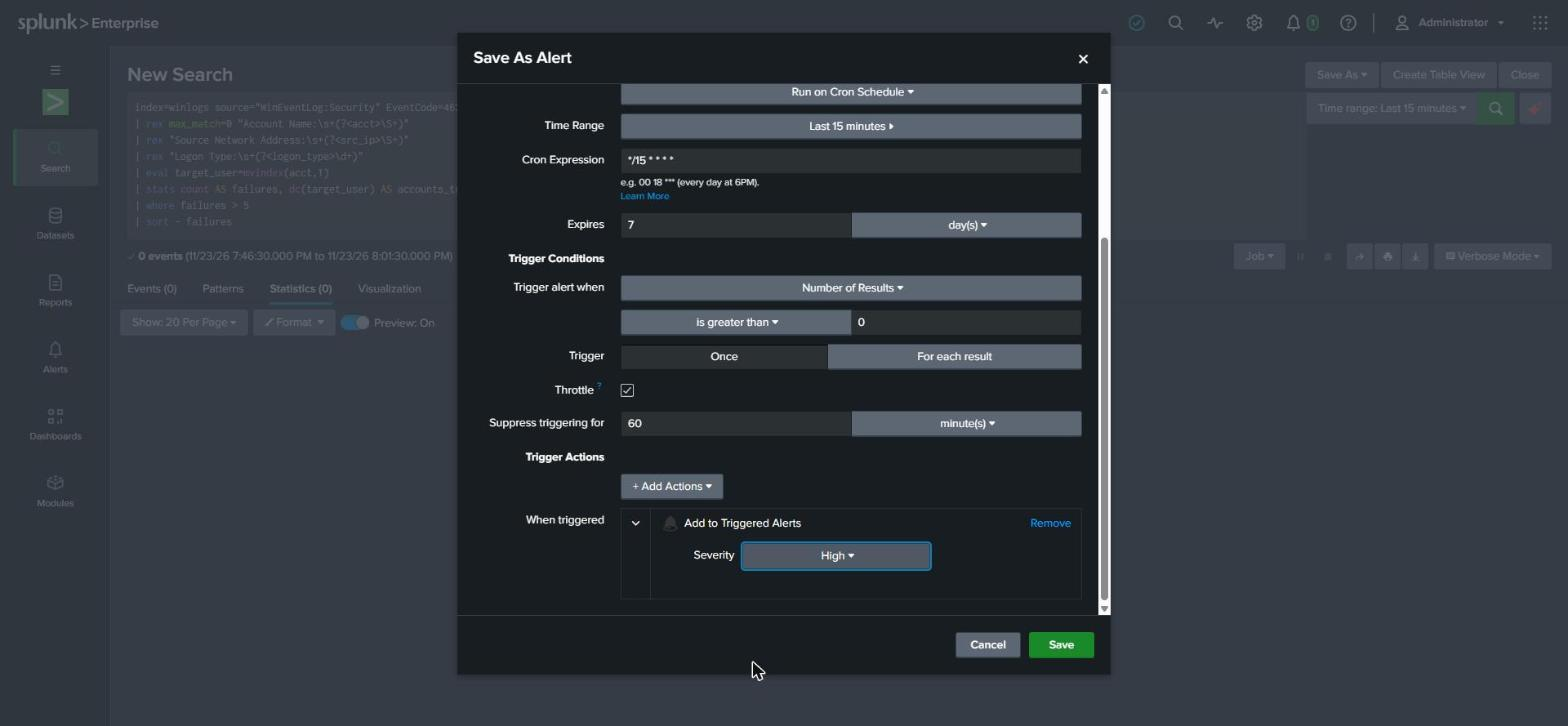 splunk> Enterprise
1
Administrator
New Search
Save As
Create Table View
Close
Save As Alert
index=winlogs source="WinEventLog:Security" EventCode=46
| rex max_match=0 "Account Name:\s+(?<acct>\S+)"
| rex "Source Network Address:\s+(?<src_ip>\S+)"
| rex "Logon Type:\s+(?<logon_type>\d+)"
| eval target_user=mvindex(acct,1)
| stats count AS failures, dc(target_user) AS accounts_t
| where failures > 5
| sort - failures
Time range: Last 15 minutes
Search
Datasets
Reports
Alerts
Dashboards
Modules
✓ 0 events (11/23/26 7:46:30.000 PM to 11/23/26 8:01:30.000 PM)
Job
Verbose Mode
Events (0)
Patterns
Statistics (0)
Visualization
Show: 20 Per Page
Format
Preview: On
Run on Cron Schedule
Time Range
Last 15 minutes
Cron Expression
*/15 * * * *
e.g. 00 18 *** (every day at 6PM).
Learn More
Expires
7
day(s)
Trigger Conditions
Trigger alert when
Number of Results
is greater than
0
Trigger
Once
For each result
Throttle ?
Suppress triggering for
60
minute(s)
Trigger Actions
+ Add Actions
When triggered
Add to Triggered Alerts
Remove
Severity
High
Cancel
Save